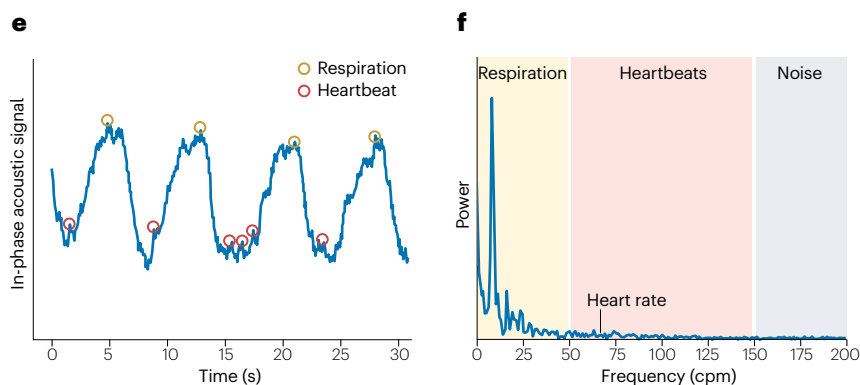 e
Respiration
Heartbeat
In-phase acoustic signal
0 5 10 15 20 25 30
Time (s)
f
Respiration Heartbeats Noise
Power
Heart rate
0 25 50 75 100 125 150 175 200
Frequency (cpm)